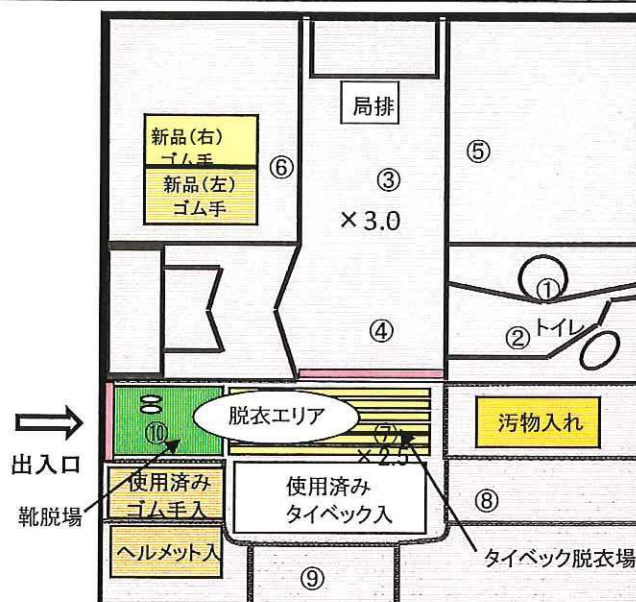 局排
新品(右)
ゴム手
新品(左)
ゴム手
⑥
③
⑤
×3.0
①
④
②
トイレ
⑩
脱衣エリア
⑦
×2.5
汚物入れ
出入口
使用済み
ゴム手入
使用済み
タイベック入
⑧
靴脱場
ヘルメット入
⑨
タイベック脱衣場